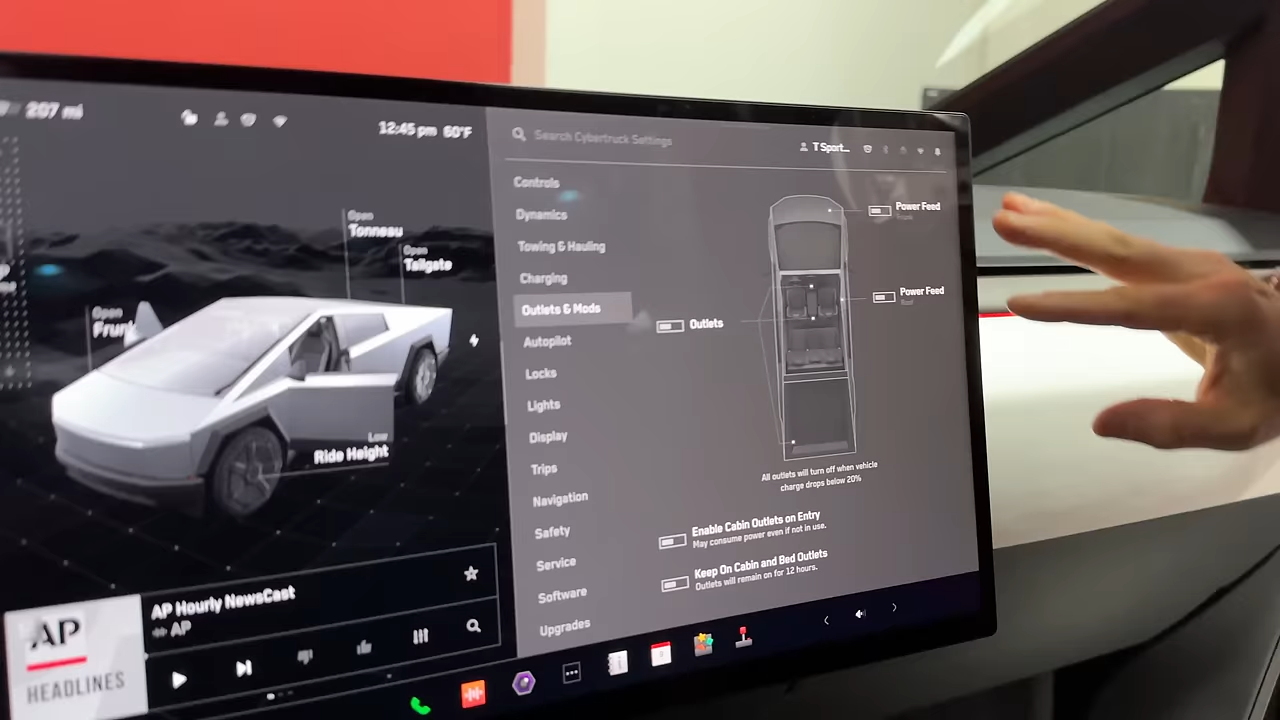 207 mi
12:45 pm 60°F
Open
Tonneau
Open
Tailgate
Open
Frunk
Low
Ride Height
AP
HEADLINES
AP Hourly NewsCast
AP
Search Cybertruck Settings
T Sport...
Controls
Dynamics
Towing & Hauling
Charging
Outlets & Mods
Autopilot
Locks
Lights
Display
Trips
Navigation
Safety
Service
Software
Upgrades
Power Feed
Frunk
Power Feed
Roof
Outlets
All outlets will turn off when vehicle
charge drops below 20%
Enable Cabin Outlets on Entry
May consume power even if not in use.
Keep On Cabin and Bed Outlets
Outlets will remain on for 12 hours.